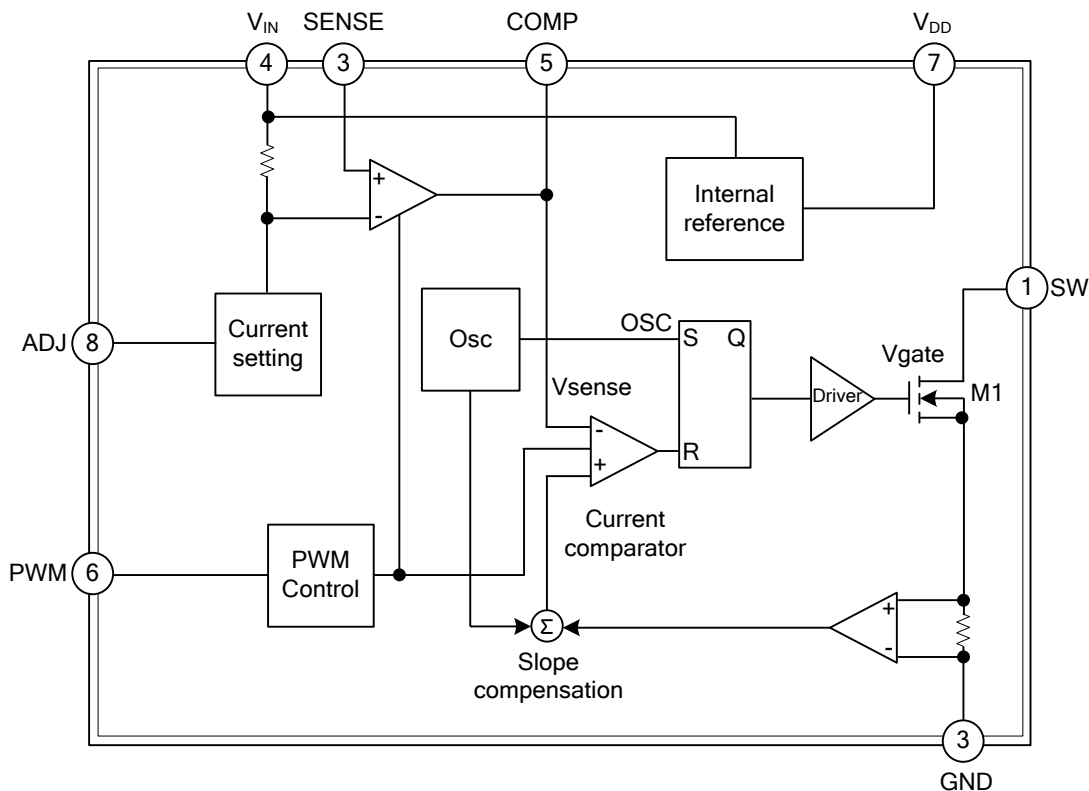 VIN
SENSE
COMP
VDD
4
3
5
7
+
-
Internal
reference
1
SW
ADJ
8
Current
setting
Osc
OSC
S
Q
Vgate
Driver
M1
Vsense
-
+
R
Current
comparator
PWM
6
PWM
Control
Σ
+
-
Slope
compensation
3
GND